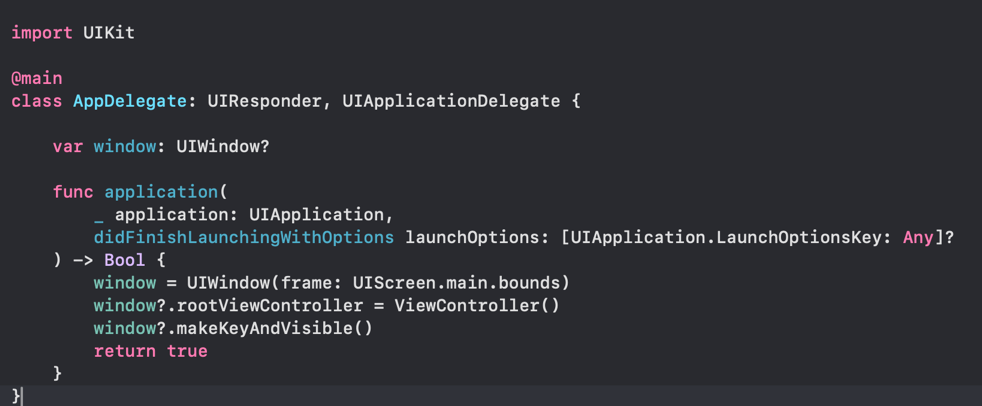 import UIKit
@main
class AppDelegate: UIResponder, UIApplicationDelegate {
var window: UIWindow?
func application(
_ application: UIApplication,
didFinishLaunchingWithOptions launchOptions: [UIApplication.LaunchOptionsKey: Any]?
) -> Bool {
window = UIWindow(frame: UIScreen.main.bounds)
window?.rootViewController = ViewController()
window?.makeKeyAndVisible()
return true
}
}